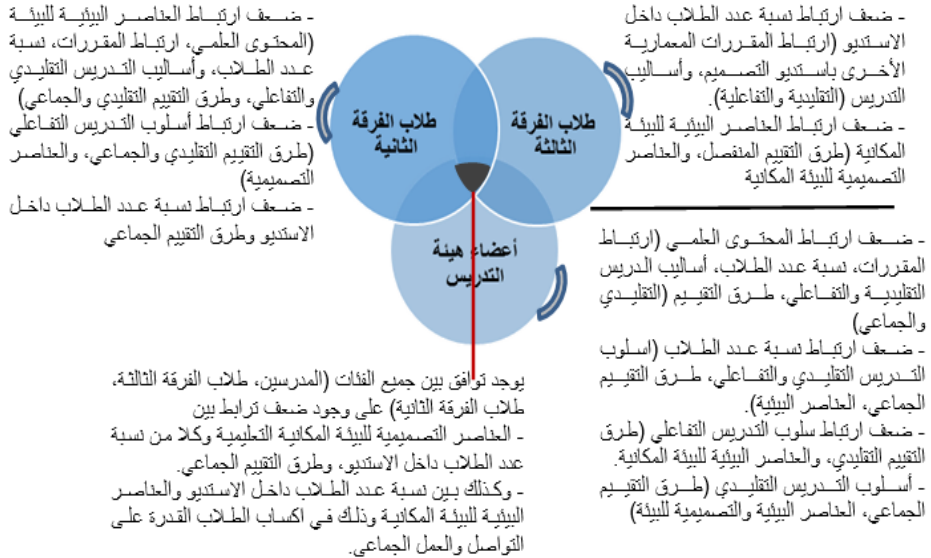 - ضعف ارتباط نسبة عدد الطلاب داخل
الاستديو (ارتباط المقررات المعمارية
الأخرى باستديو التصميم، وأساليب
التدريس (التقليدية والتفاعلية).
- ضعف ارتباط العناصر البيئية للبيئة
المكانية (طرق التقييم المنفصل، والعناصر
التصميمية للبيئة المكانية
طلاب الفرقة
الثالثة
طلاب الفرقة
الثانية
أعضاء هيئة
التدريس
- ضعف ارتباط العناصر البيئية للبيئة
(المحتوى العلمي، ارتباط المقررات، نسبة
عدد الطلاب، وأساليب التدريس التقليدي
والتفاعلي، وطرق التقييم التقليدي والجماعي)
- ضعف ارتباط أسلوب التدريس التفاعلي
(طرق التقييم التقليدي والجماعي، والعناصر
التصميمية)
- ضعف ارتباط نسبة عدد الطلاب داخل
الاستديو وطرق التقييم الجماعي
- ضعف ارتباط المحتوى العلمي (ارتباط
المقررات، نسبة عدد الطلاب، أساليب الدريس
التقليدية والتفاعلي، طرق التقييم (التقليدي
والجماعي)
- ضعف ارتباط نسبة عدد الطلاب (اسلوب
التدريس التقليدي والتفاعلي، طرق التقييم
الجماعي، العناصر البيئية).
- ضعف ارتباط سلوب التدريس التفاعلي (طرق
التقييم التقليدي، والعناصر البيئية للبيئة المكانية.
- أسلوب التدريس التقليدي (طرق التقييم
الجماعي، العناصر البيئية والتصميمية للبيئة)
يوجد توافق بين جميع الفئات (المدرسين، طلاب الفرقة الثالثة،
طلاب الفرقة الثانية) على وجود ضعف ترابط بين
- العناصر التصميمية للبيئة المكانية التعليمية وكلا من نسبة
عدد الطلاب داخل الاستديو، وطرق التقييم الجماعي.
- وكذلك بين نسبة عدد الطلاب داخل الاستديو والعناصر
البيئية للبيئة المكانية وذلك في اكساب الطلاب القدرة على
التواصل والعمل الجماعي.